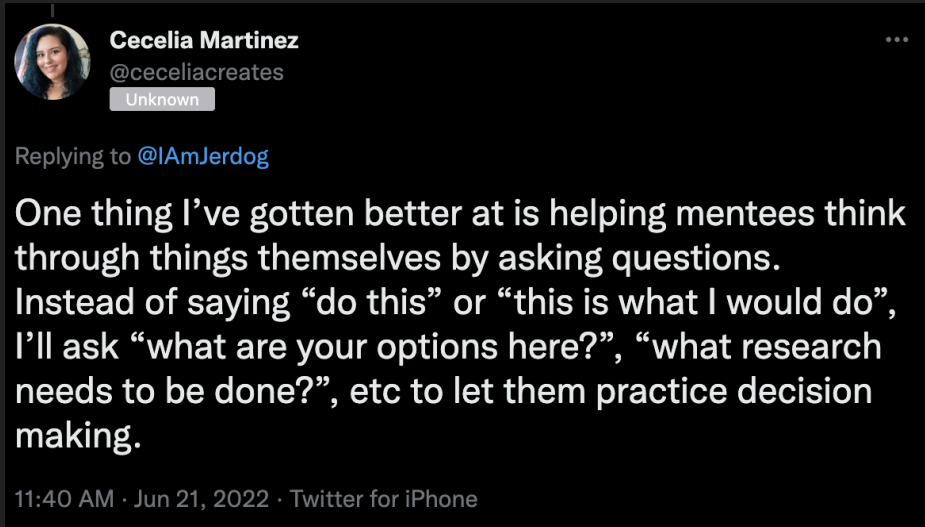 Cecelia Martinez
@ceceliacreates
Unknown
Replying to @IAmJerdog
One thing I’ve gotten better at is helping mentees think
through things themselves by asking questions.
Instead of saying “do this” or “this is what I would do”,
I’ll ask “what are your options here?”, “what research
needs to be done?”, etc to let them practice decision
making.
11:40 AM · Jun 21, 2022 · Twitter for iPhone